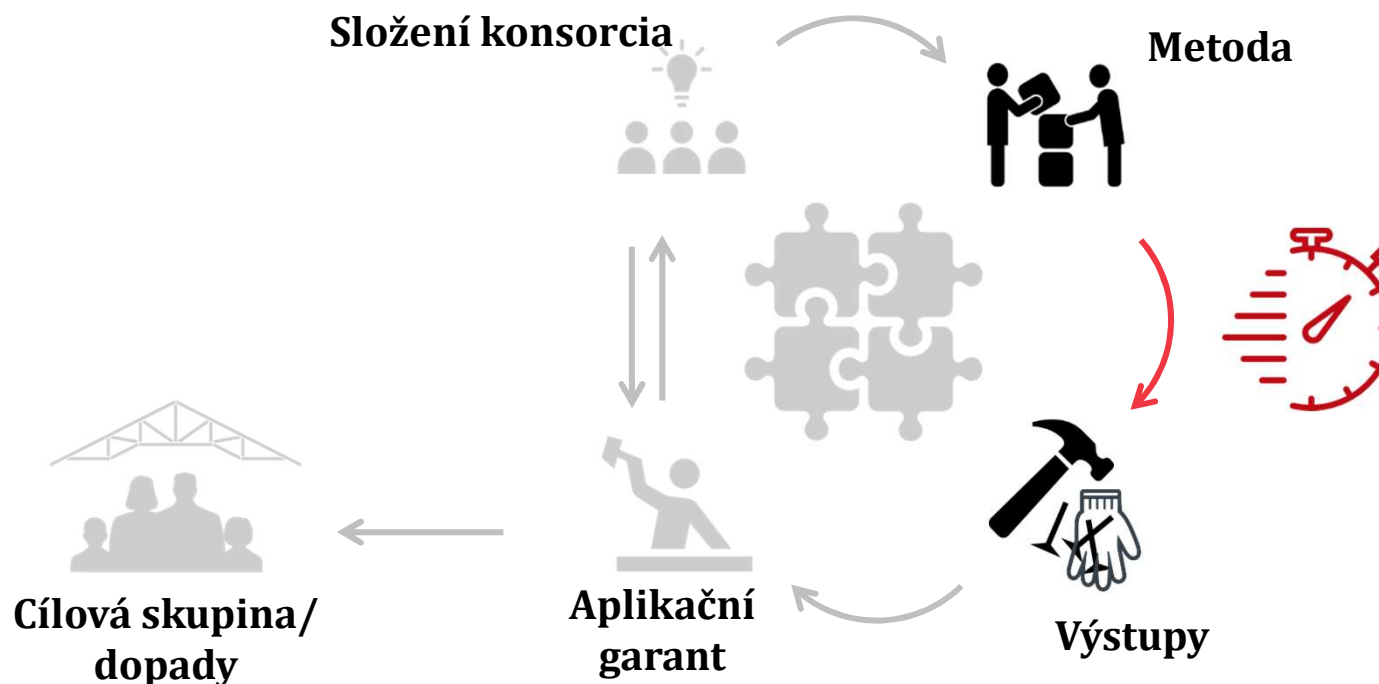 Složení konsorcia
Metoda
Cílová skupina/
dopady
Aplikační
garant
Výstupy